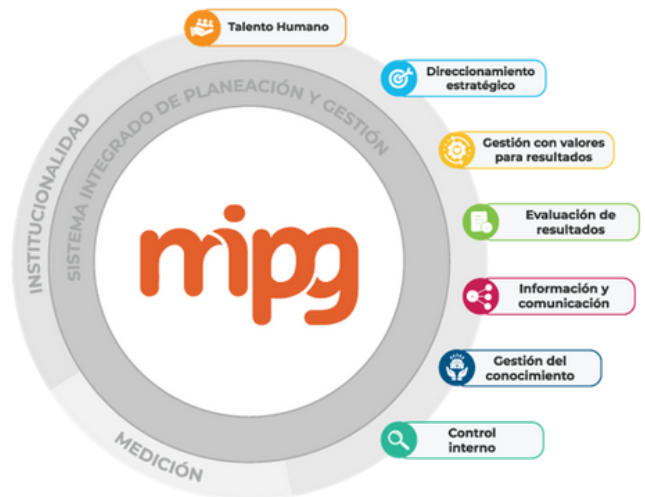 Talento Humano
Direccionamiento
estratégico
SISTEMA INTEGRADO DE PLANEACIÓN Y GESTIÓN
INSTITUCIONALIDAD
Gestión con valores
para resultados
mipg
Evaluación de
resultados
Información y
comunicación
Gestión del
conocimiento
MEDICIÓN
Control
interno